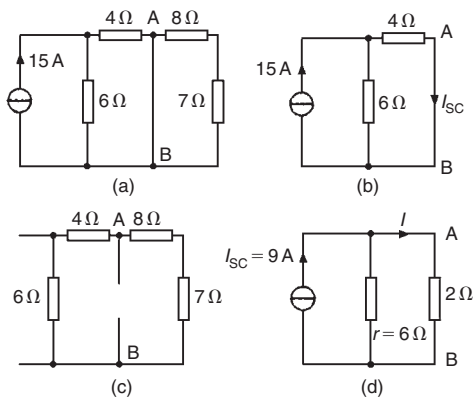 4 Ω A 8 Ω
15 A
6 Ω
7 Ω
B
(a)
4 Ω
A
15 A
6 Ω
I_SC
B
(b)
4 Ω A 8 Ω
6 Ω
7 Ω
B
(c)
I
A
I_SC = 9 A
2 Ω
r = 6 Ω
B
(d)